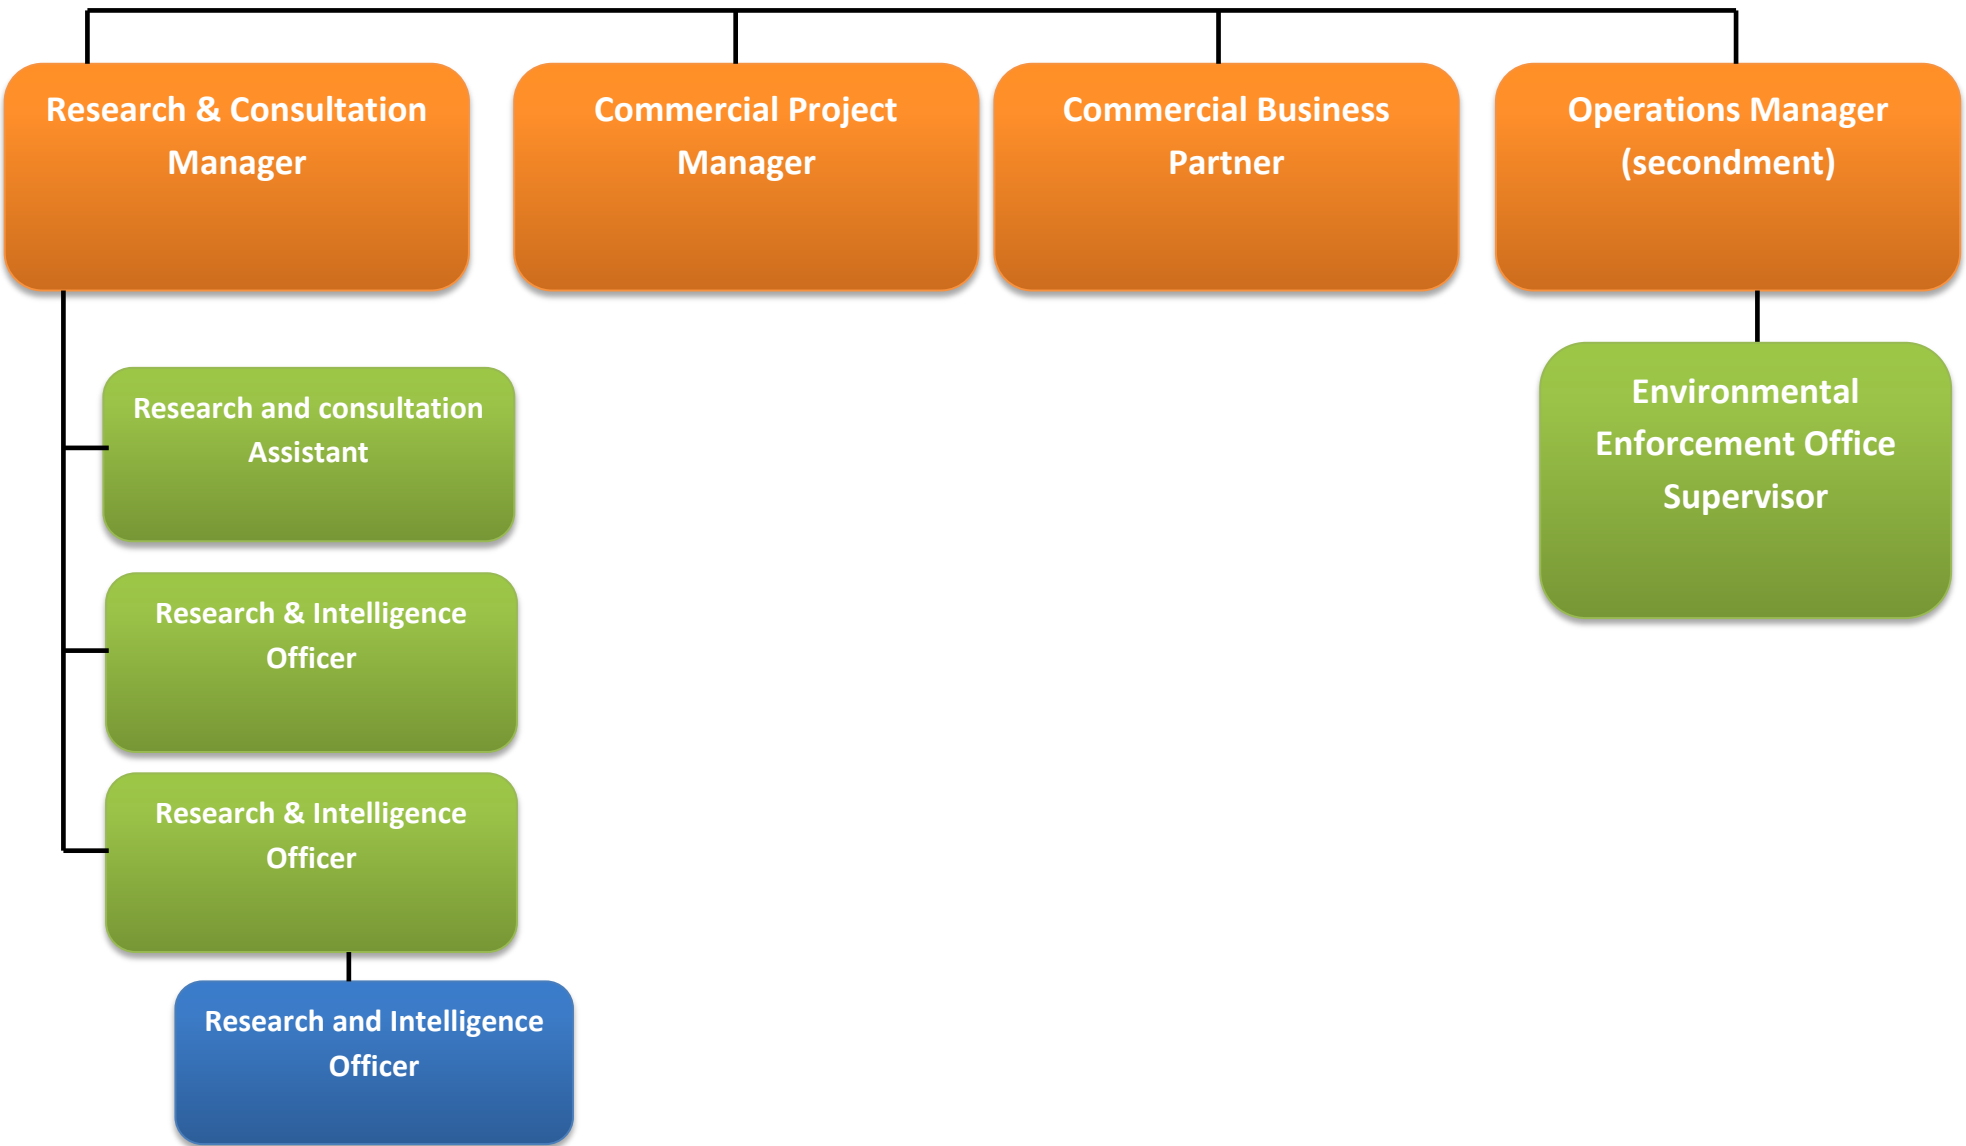 Research & Consultation
Manager
Commercial Project
Manager
Commercial Business
Partner
Operations Manager
(secondment)
Research and consultation
Assistant
Environmental
Enforcement Office
Supervisor
Research & Intelligence
Officer
Research & Intelligence
Officer
Research and Intelligence
Officer